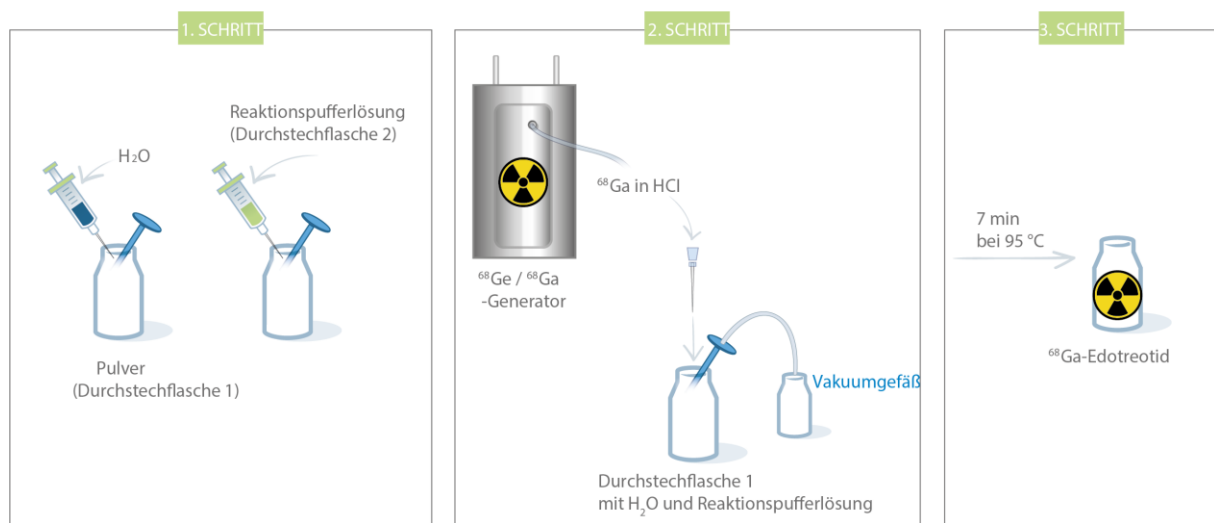 1. SCHRITT
H₂O
Reaktionspufferlösung
(Durchstechflasche 2)
Pulver
(Durchstechflasche 1)
2. SCHRITT
⁶⁸Ga in HCl
⁶⁸Ge / ⁶⁸Ga
-Generator
Vakuumgefäß
Durchstechflasche 1
mit H₂O und Reaktionspufferlösung
3. SCHRITT
7 min
bei 95 °C
⁶⁸Ga-Edotreotid